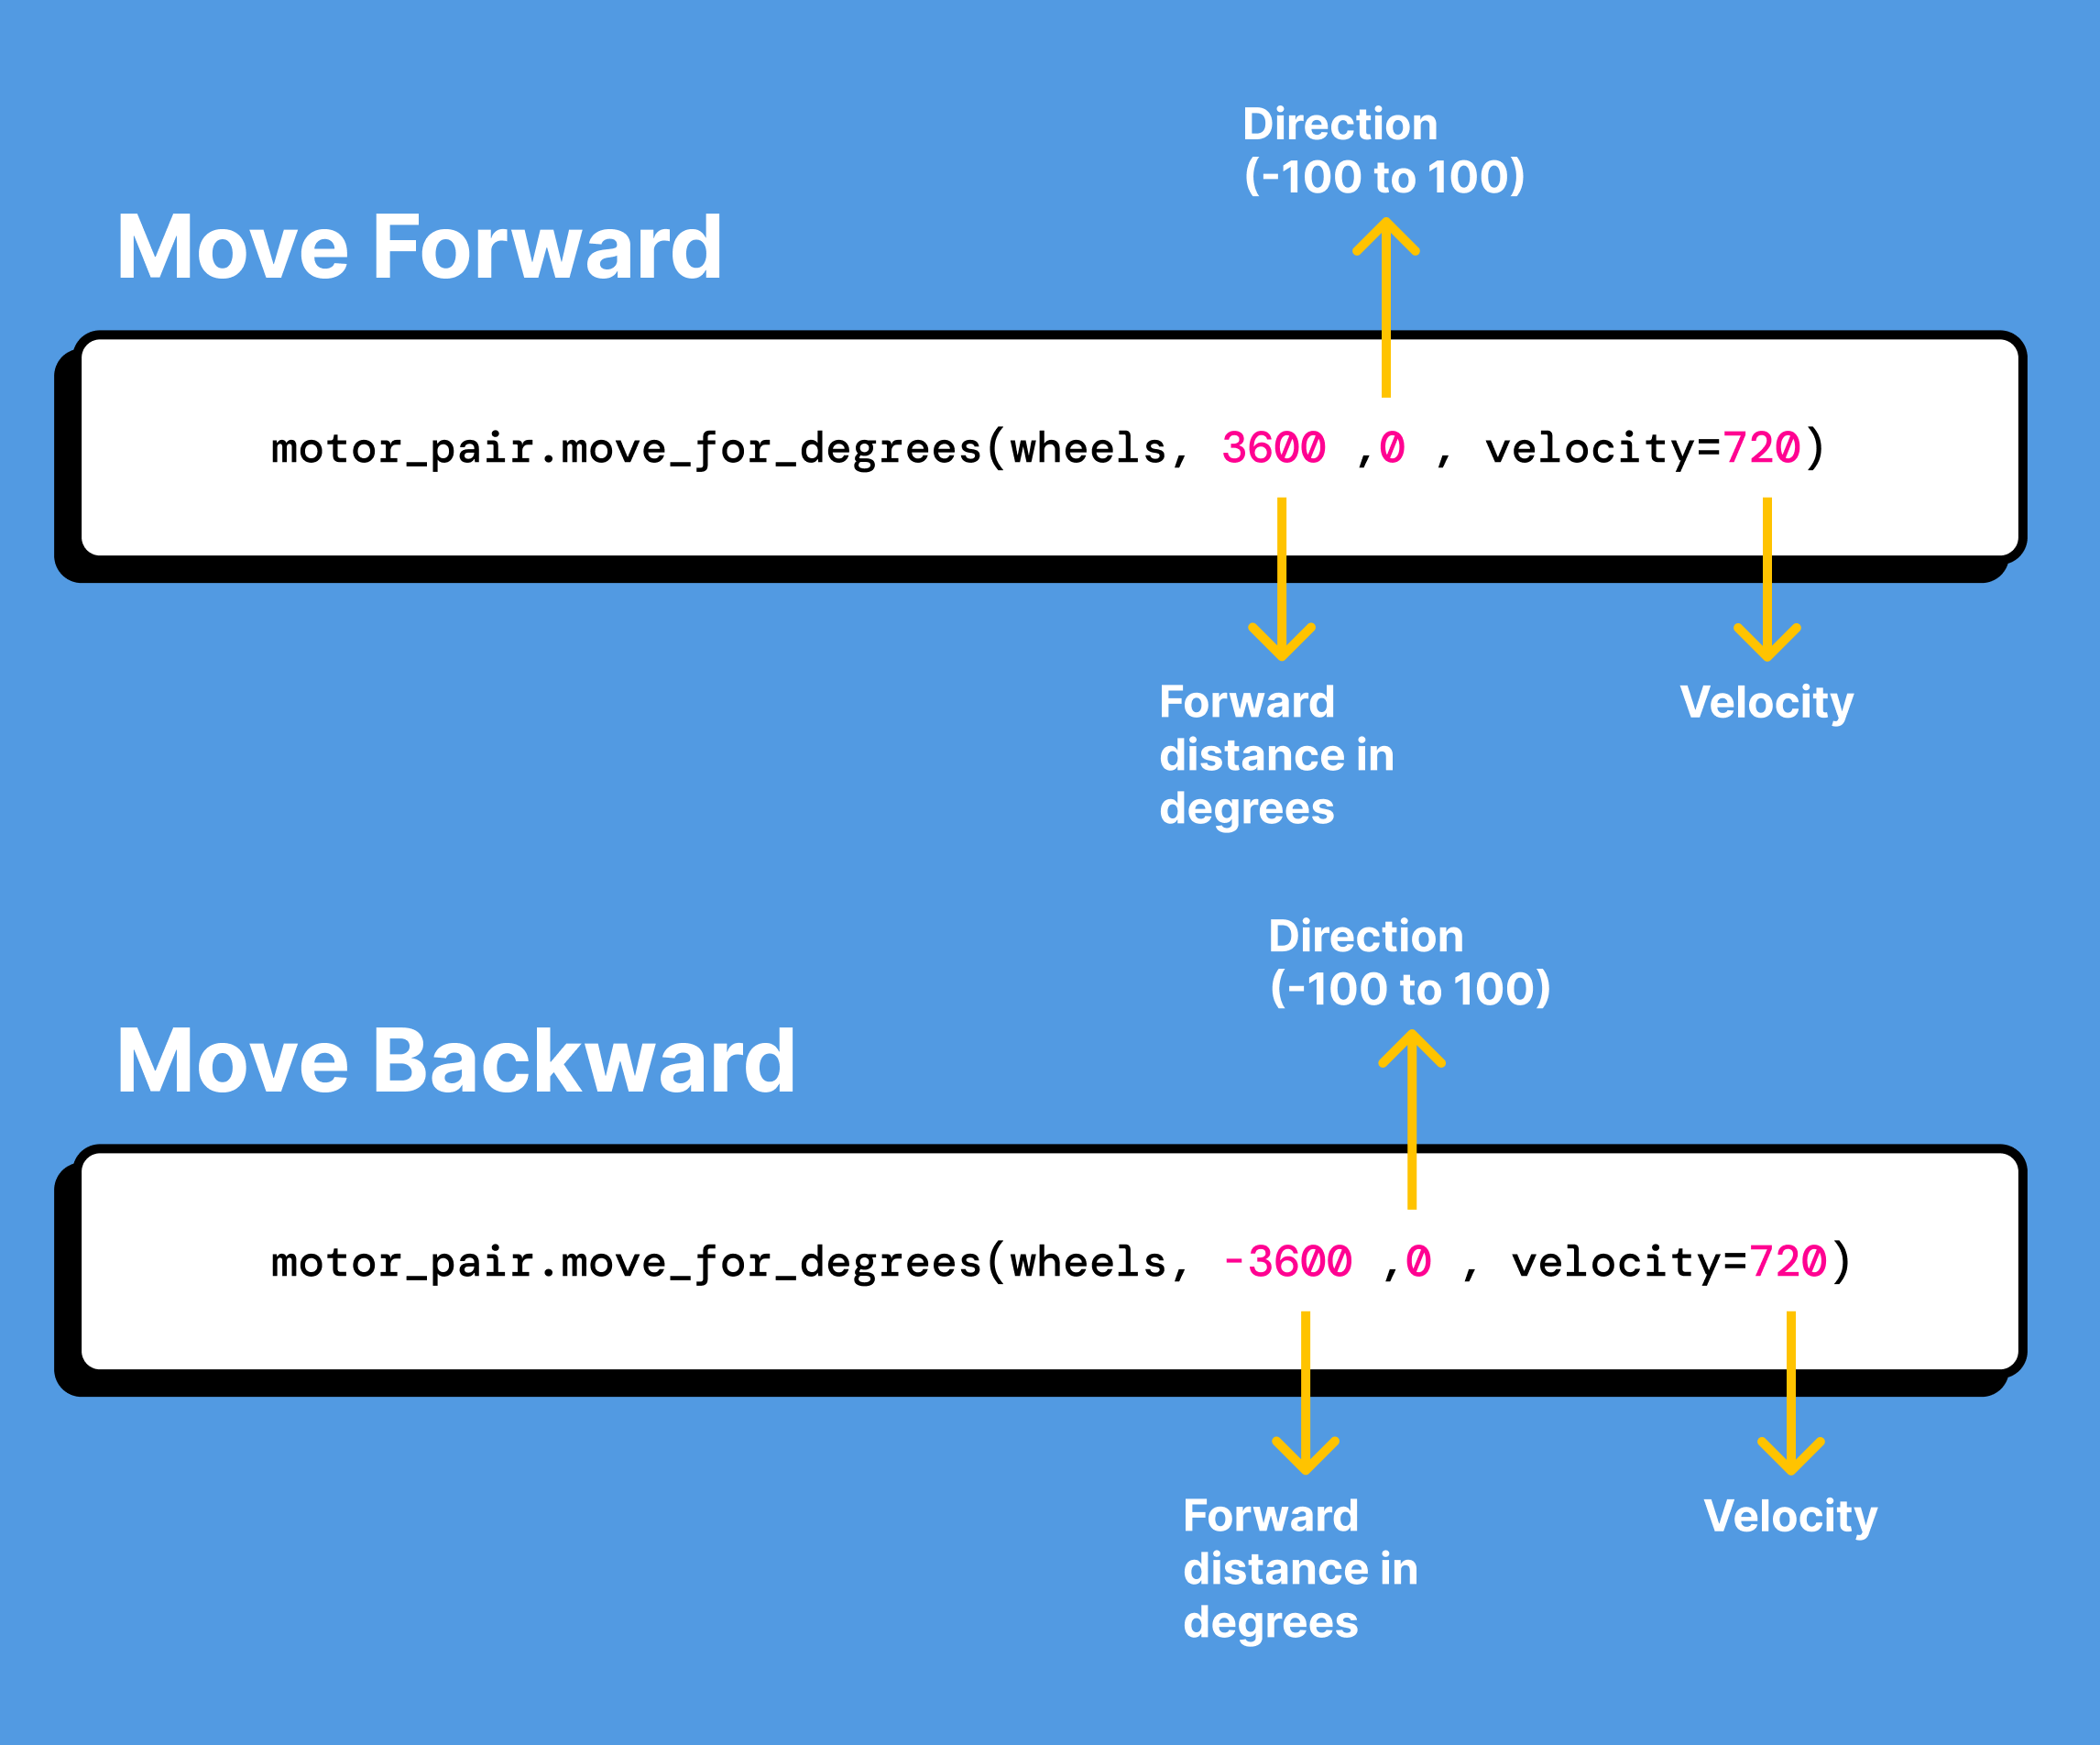 Direction
(-100 to 100)
Move Forward
motor_pair.move_for_degrees(wheels, 3600 ,0 , velocity=720)
Forward
distance in
degrees
Velocity
Direction
(-100 to 100)
Move Backward
motor_pair.move_for_degrees(wheels, -3600 ,0 , velocity=720)
Forward
distance in
degrees
Velocity